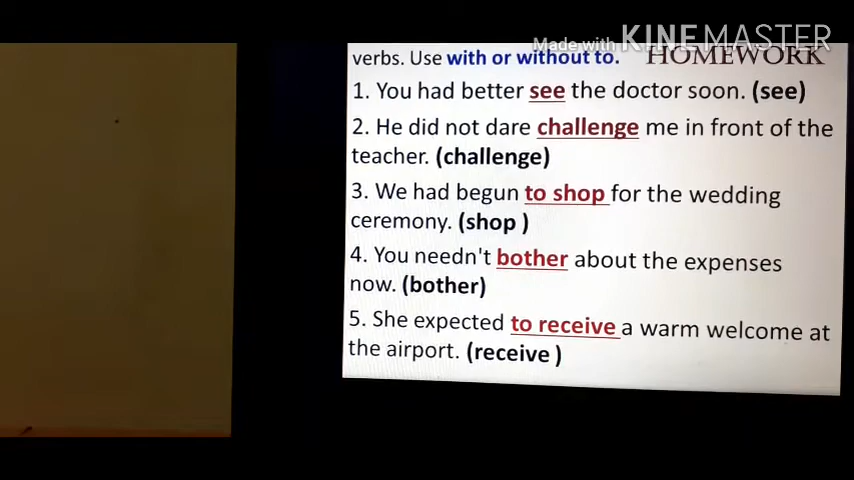 Made with KINEMASTER
verbs. Use with or without to. HOMEWORK
1. You had better see the doctor soon. (see)
2. He did not dare challenge me in front of the
teacher. (challenge)
3. We had begun to shop for the wedding
ceremony. (shop )
4. You needn't bother about the expenses
now. (bother)
5. She expected to receive a warm welcome at
the airport. (receive )